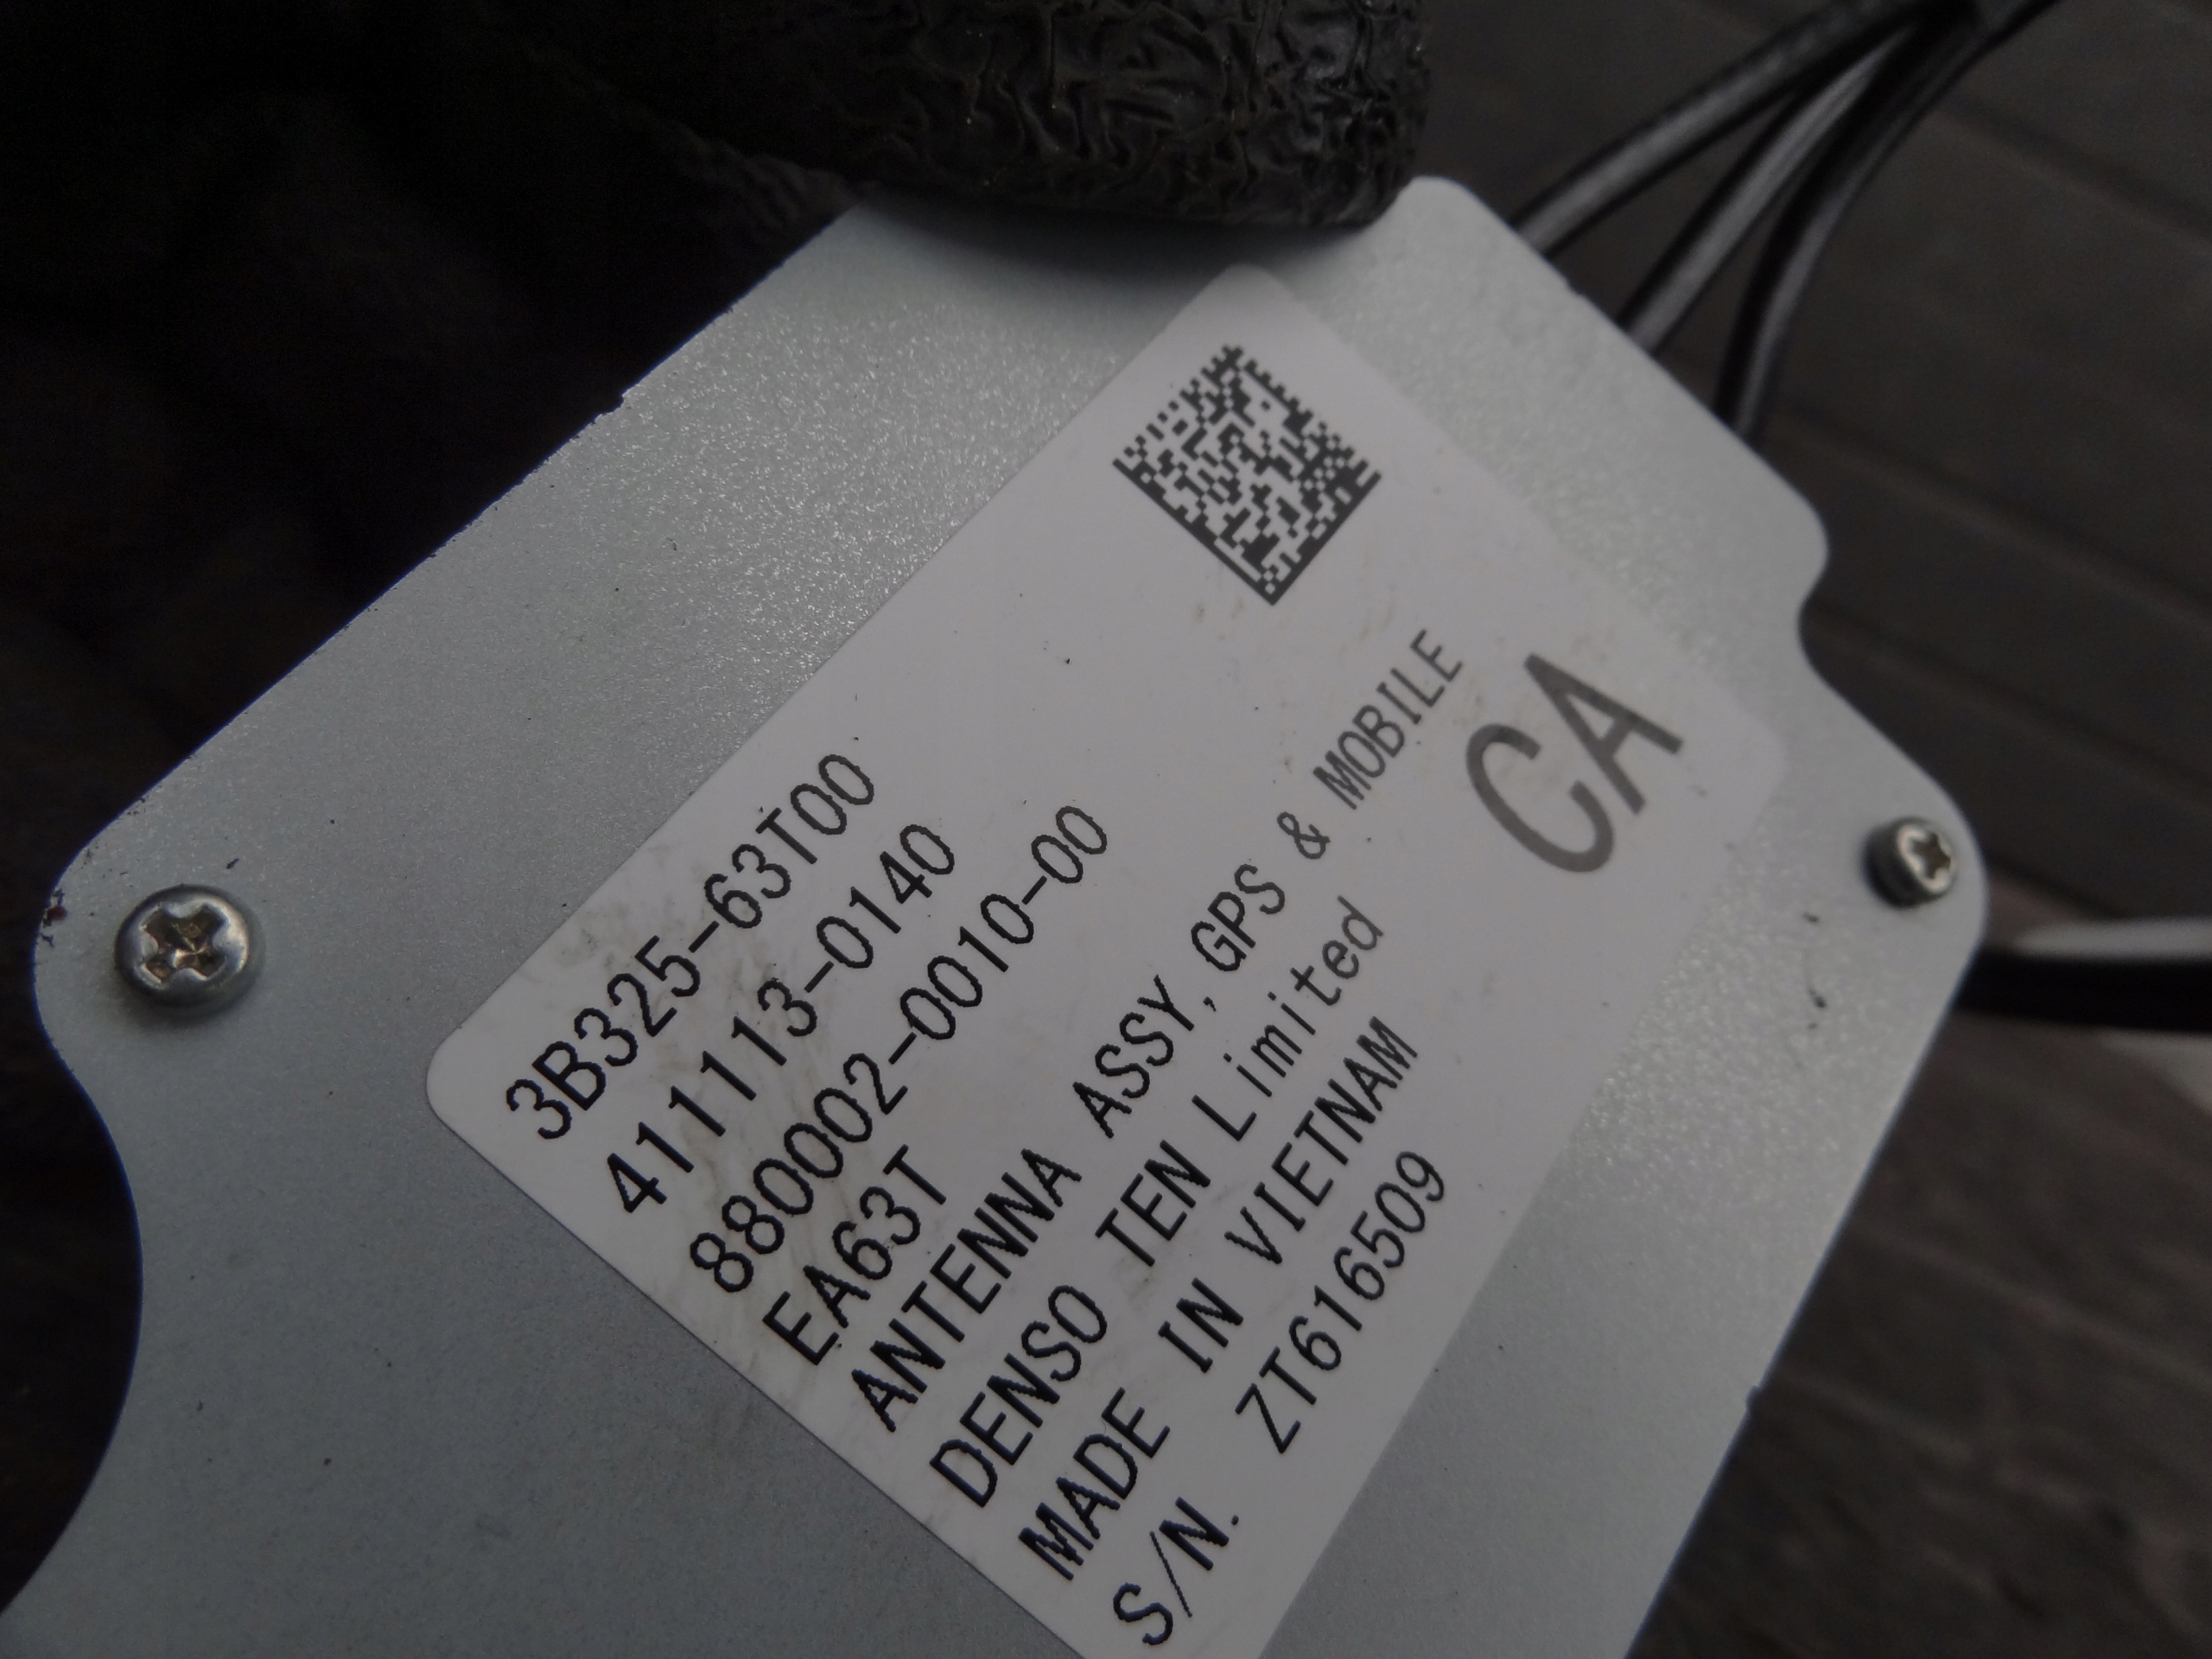 3B325-63T00
411113-0140
880002-0010-00
EA63T
ANTENNA ASSY, GPS & MOBILE
DENSO TEN Limited
MADE IN VIETNAM
S/N. ZT616509
CA